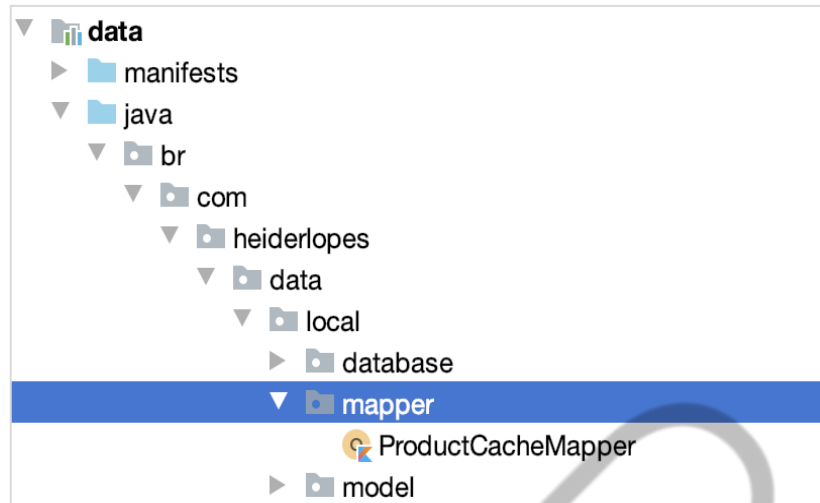 data
manifests
java
br
com
heiderlopes
data
local
database
mapper
ProductCacheMapper
model